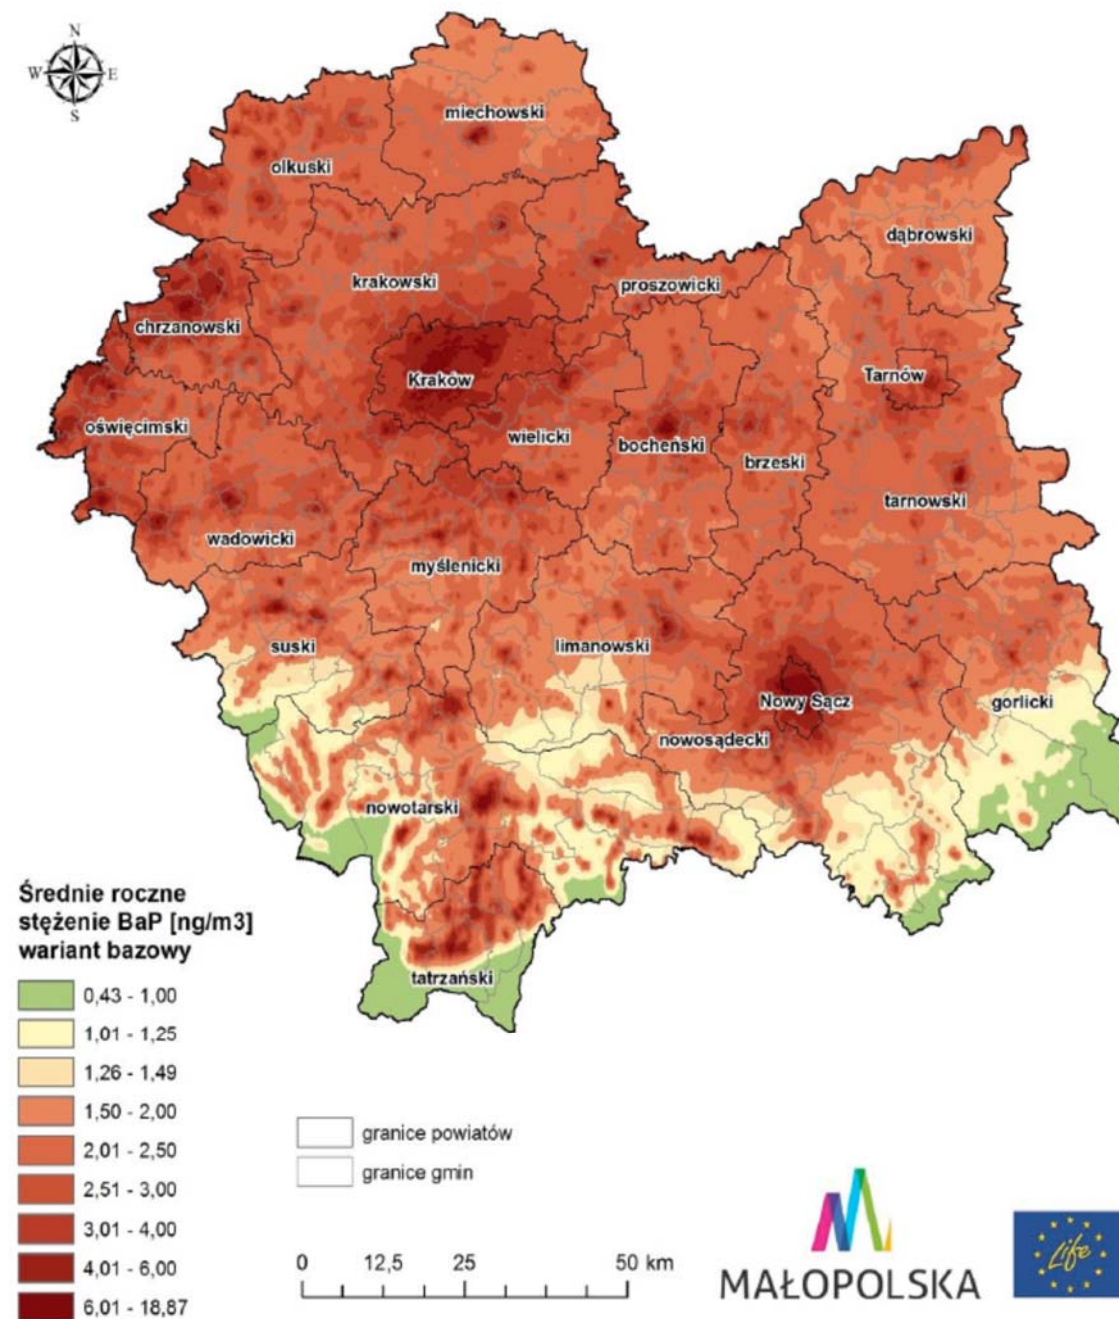 N
W E
S
miechowski
olkuski
dąbrowski
krakowski
proszowicki
chrzanowski
Kraków
Tarnów
oświęcimski
wielicki
bocheński
brzeski
tarnowski
wadowicki
myślenicki
suski
limanowski
Nowy Sącz
gorlicki
nowosądecki
nowotarski
tatrzański
Średnie roczne
stężenie BaP [ng/m3]
wariant bazowy
0,43 - 1,00
1,01 - 1,25
1,26 - 1,49
1,50 - 2,00
2,01 - 2,50
2,51 - 3,00
3,01 - 4,00
4,01 - 6,00
6,01 - 18,87
granice powiatów
granice gmin
0 12,5 25 50 km
MAŁOPOLSKA
Life